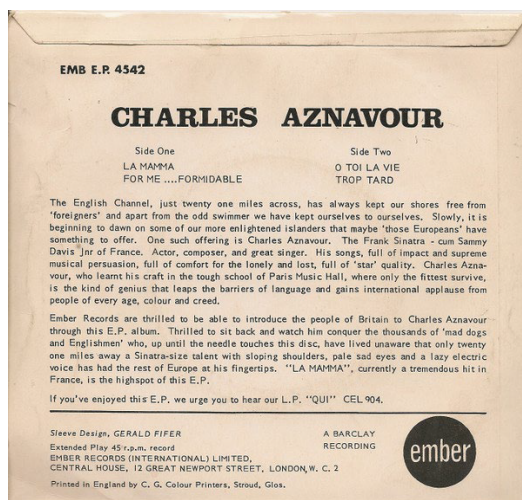 EMB E.P. 4542
CHARLES AZNAVOUR
Side One
LA MAMMA
FOR ME ....FORMIDABLE
Side Two
O TOI LA VIE
TROP TARD
The English Channel, just twenty one miles across, has always kept our shores free from
'foreigners' and apart from the odd swimmer we have kept ourselves to ourselves. Slowly, it is
beginning to dawn on some of our more enlightened islanders that maybe 'those Europeans' have
something to offer. One such offering is Charles Aznavour. The Frank Sinatra - cum Sammy
Davis Jnr of France. Actor, composer, and great singer. His songs, full of impact and supreme
musical persuasion, full of comfort for the lonely and lost, full of 'star' quality. Charles Azna-
vour, who learnt his craft in the tough school of Paris Music Hall, where only the fittest survive,
is the kind of genius that leaps the barriers of language and gains international applause from
people of every age, colour and creed.
Ember Records are thrilled to be able to introduce the people of Britain to Charles Aznavour
through this E.P. album. Thrilled to sit back and watch him conquer the thousands of 'mad dogs
and Englishmen' who, up until the needle touches this disc, have lived unaware that only twenty
one miles away a Sinatra-size talent with sloping shoulders, pale sad eyes and a lazy electric
voice has had the rest of Europe at his fingertips. "LA MAMMA", currently a tremendous hit in
France, is the highspot of this E.P.
If you've enjoyed this E.P. we urge you to hear our L.P. "QUI" CEL 904.
Sleeve Design, GERALD FIFER
Extended Play 45 r.p.m. record
EMBER RECORDS (INTERNATIONAL) LIMITED,
CENTRAL HOUSE, 12 GREAT NEWPORT STREET, LONDON, W. C. 2
Printed in England by C. G. Colour Printers, Stroud, Glos.
A BARCLAY
RECORDING
ember